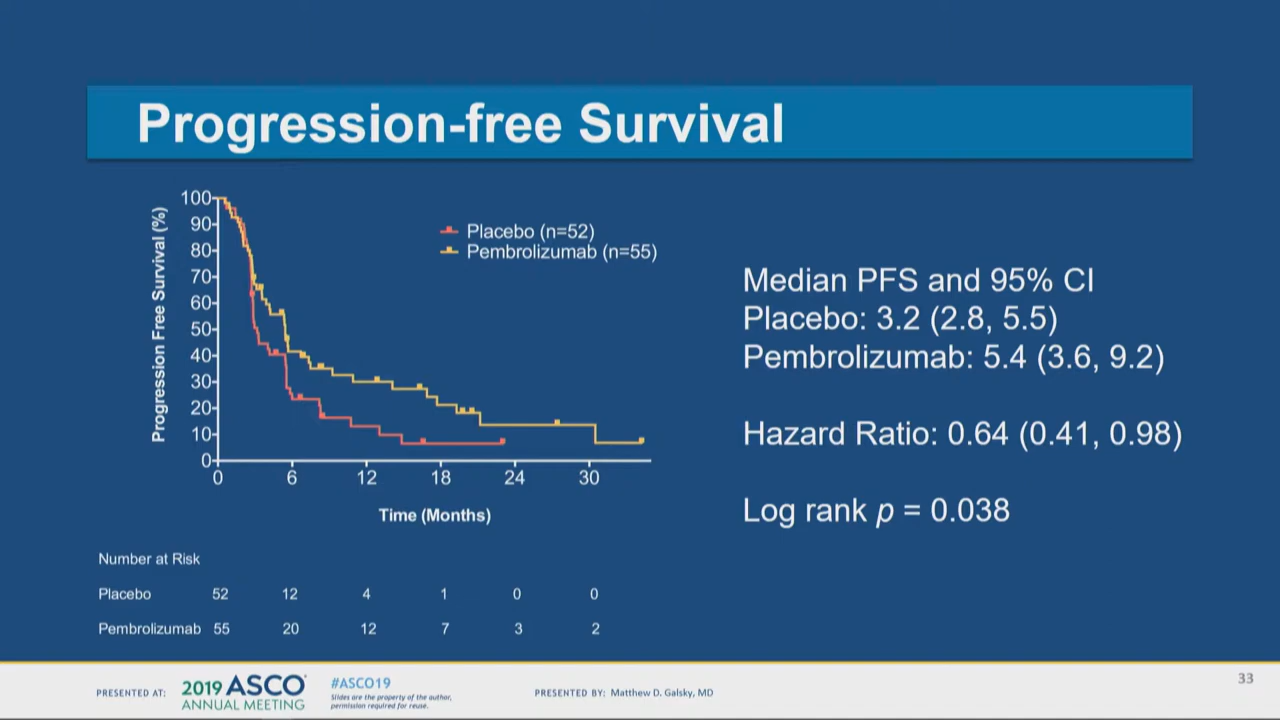 Progression-free Survival
Progression Free Survival (%)
100
90
80
70
60
50
40
30
20
10
0
0 6 12 18 24 30
Time (Months)
Placebo (n=52)
Pembrolizumab (n=55)
Median PFS and 95% CI
Placebo: 3.2 (2.8, 5.5)
Pembrolizumab: 5.4 (3.6, 9.2)
Hazard Ratio: 0.64 (0.41, 0.98)
Log rank p = 0.038
Number at Risk
Placebo 52 12 4 1 0 0
Pembrolizumab 55 20 12 7 3 2
PRESENTED AT:
2019 ASCO
ANNUAL MEETING
#ASCO19
Slides are the property of the author,
permission required for reuse.
PRESENTED BY: Matthew D. Galsky, MD
33